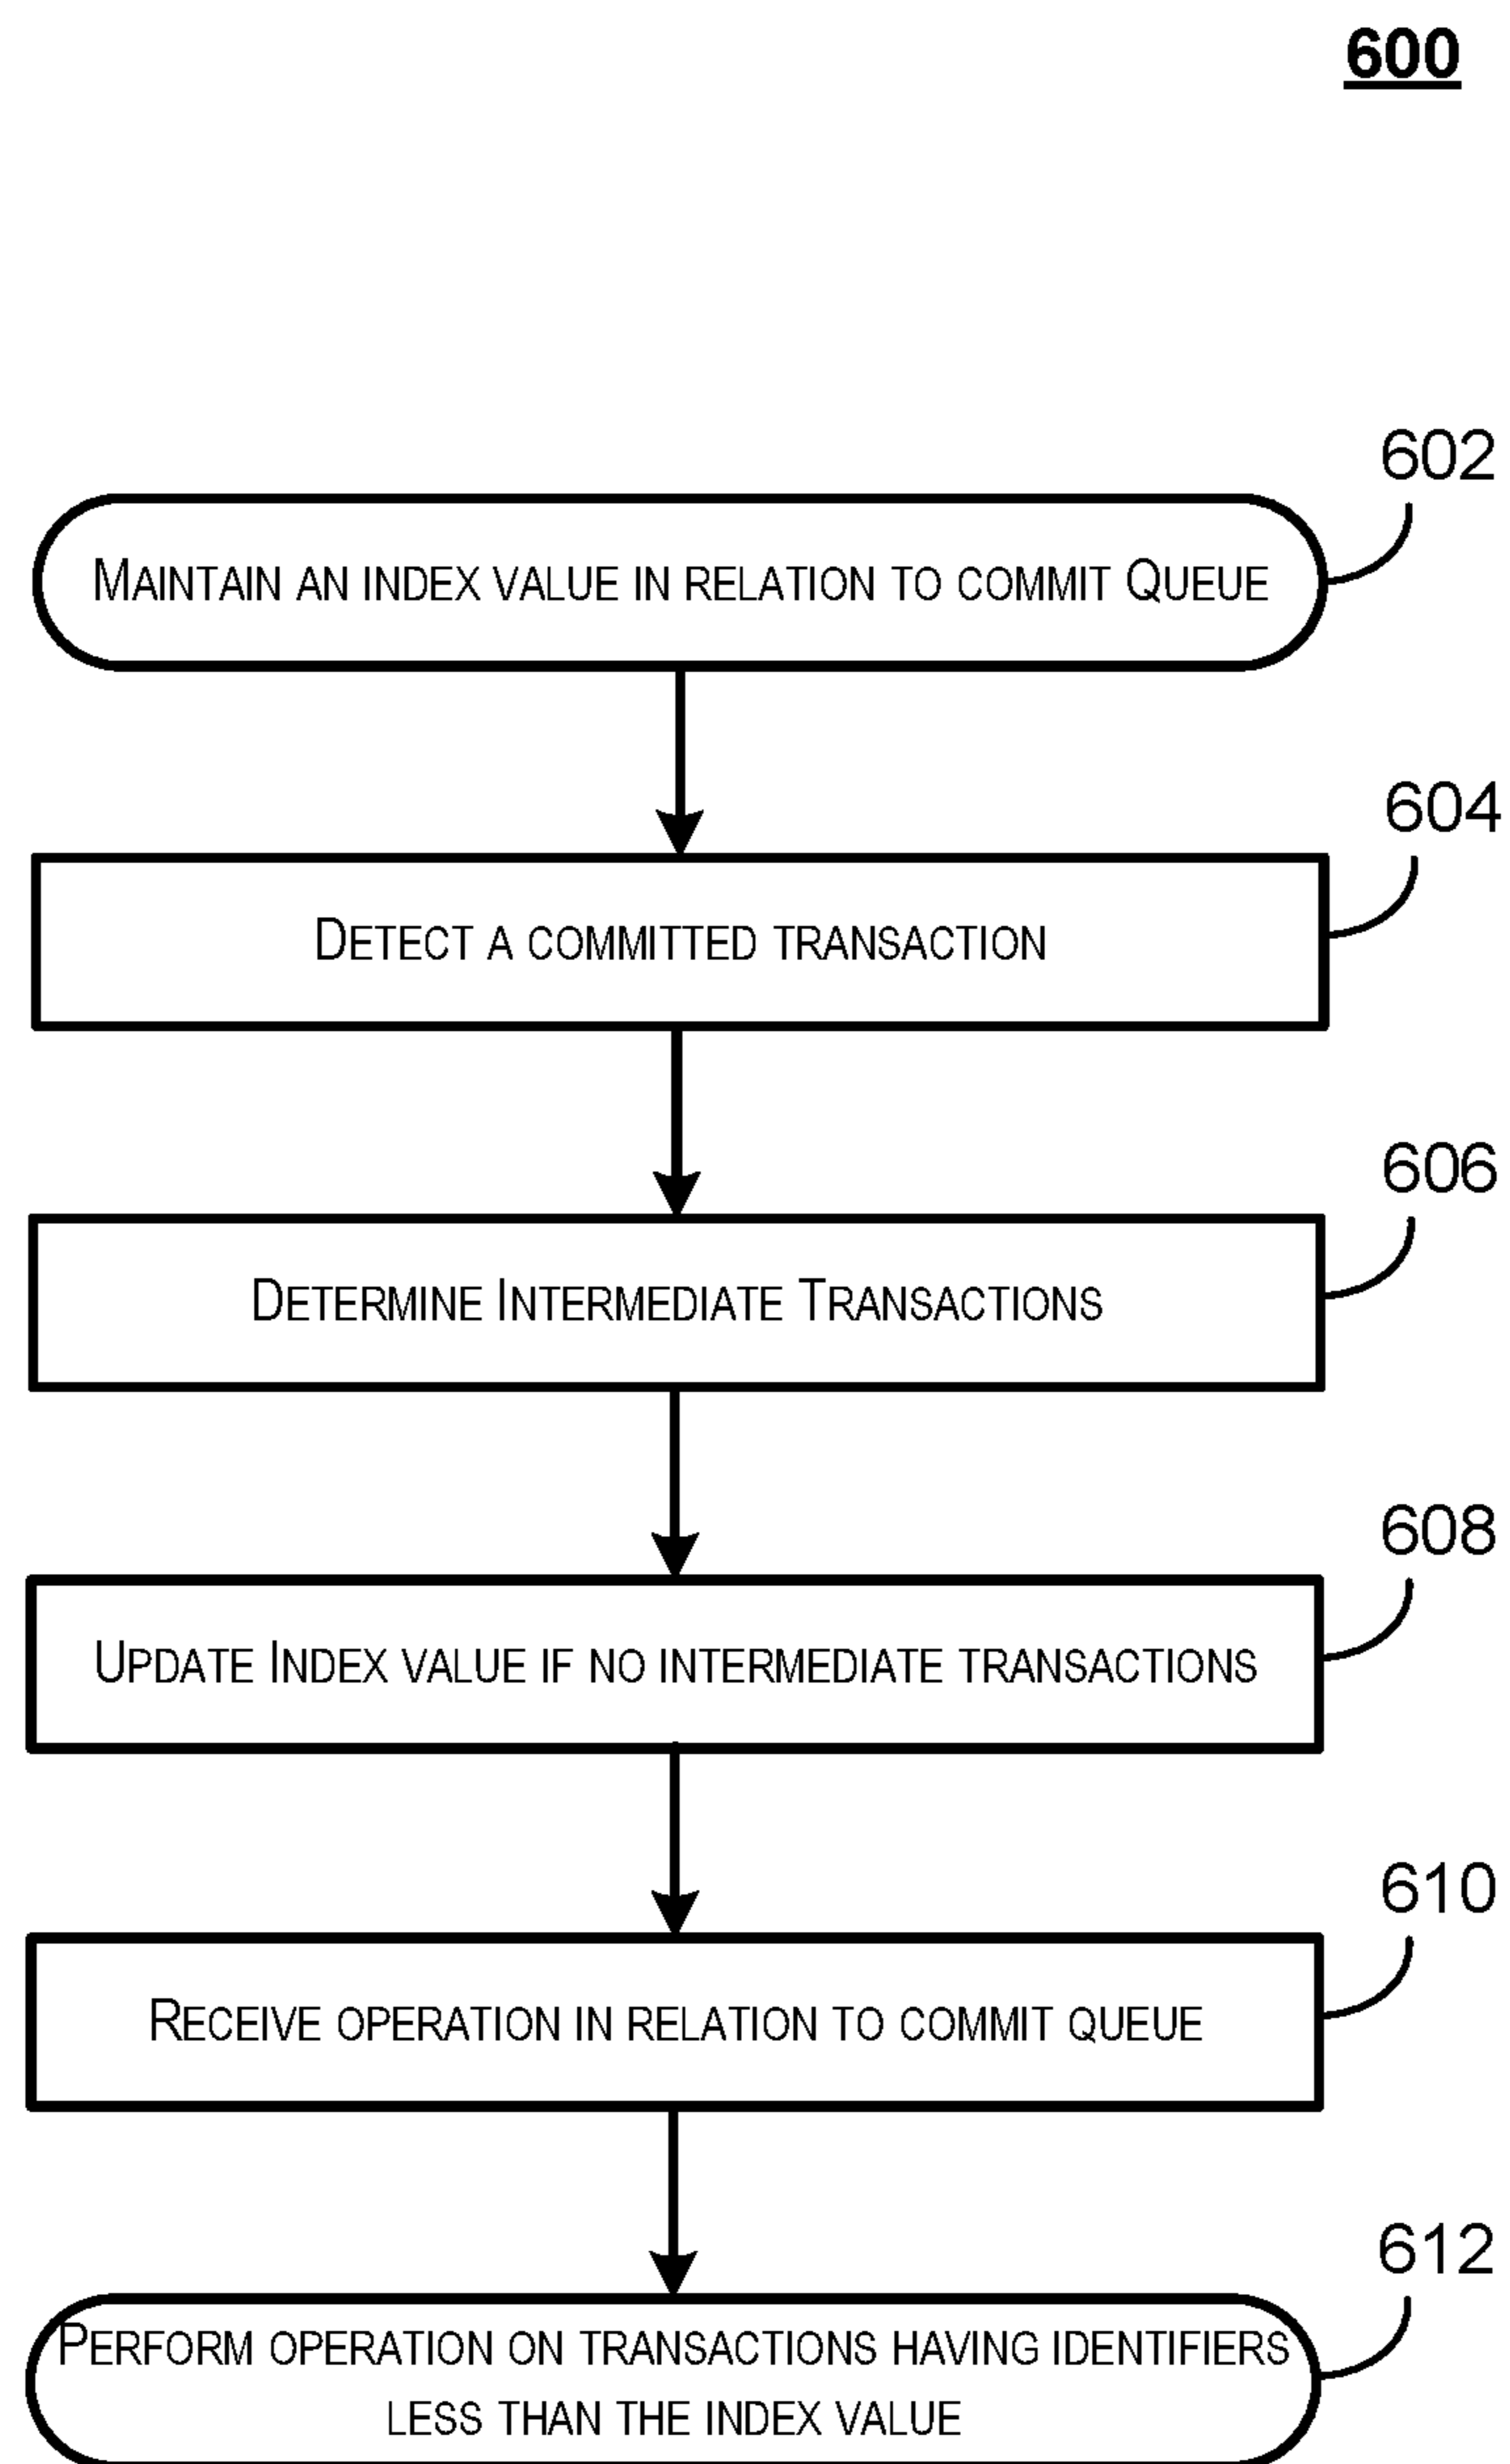 600
602
MAINTAIN AN INDEX VALUE IN RELATION TO COMMIT QUEUE
604
DETECT A COMMITTED TRANSACTION
606
DETERMINE INTERMEDIATE TRANSACTIONS
608
UPDATE INDEX VALUE IF NO INTERMEDIATE TRANSACTIONS
610
RECEIVE OPERATION IN RELATION TO COMMIT QUEUE
612
PERFORM OPERATION ON TRANSACTIONS HAVING IDENTIFIERS
LESS THAN THE INDEX VALUE